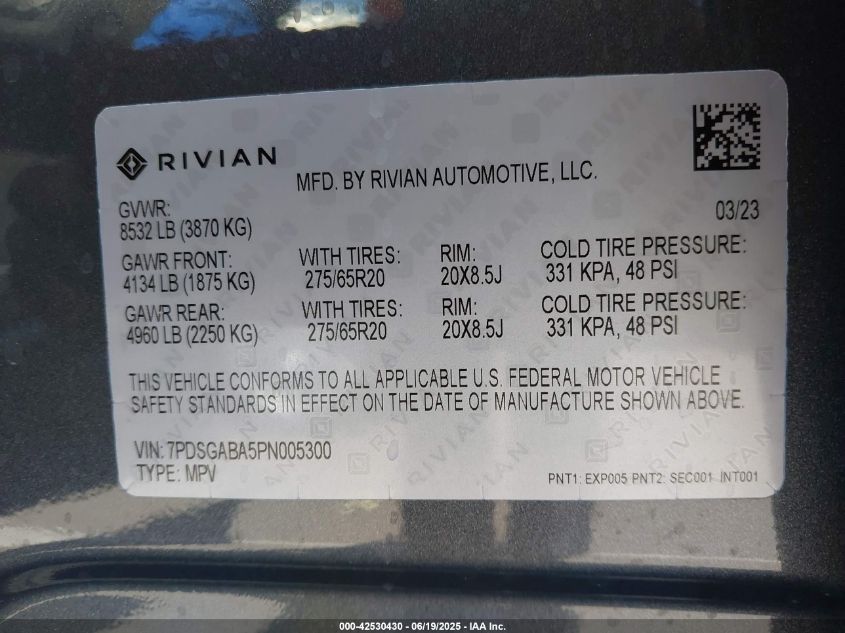 RIVIAN
MFD. BY RIVIAN AUTOMOTIVE, LLC.
03/23
GVWR:
8532 LB (3870 KG)
GAWR FRONT: WITH TIRES: RIM: COLD TIRE PRESSURE:
4134 LB (1875 KG) 275/65R20 20X8.5J 331 KPA, 48 PSI
GAWR REAR: WITH TIRES: RIM: COLD TIRE PRESSURE:
4960 LB (2250 KG) 275/65R20 20X8.5J 331 KPA, 48 PSI
THIS VEHICLE CONFORMS TO ALL APPLICABLE U.S. FEDERAL MOTOR VEHICLE
SAFETY STANDARDS IN EFFECT ON THE DATE OF MANUFACTURE SHOWN ABOVE.
VIN: 7PDSGABA5PN005300
TYPE: MPV
PNT1: EXP005 PNT2: SEC001 INT001
000-42530430 - 06/19/2025 - IAA Inc.